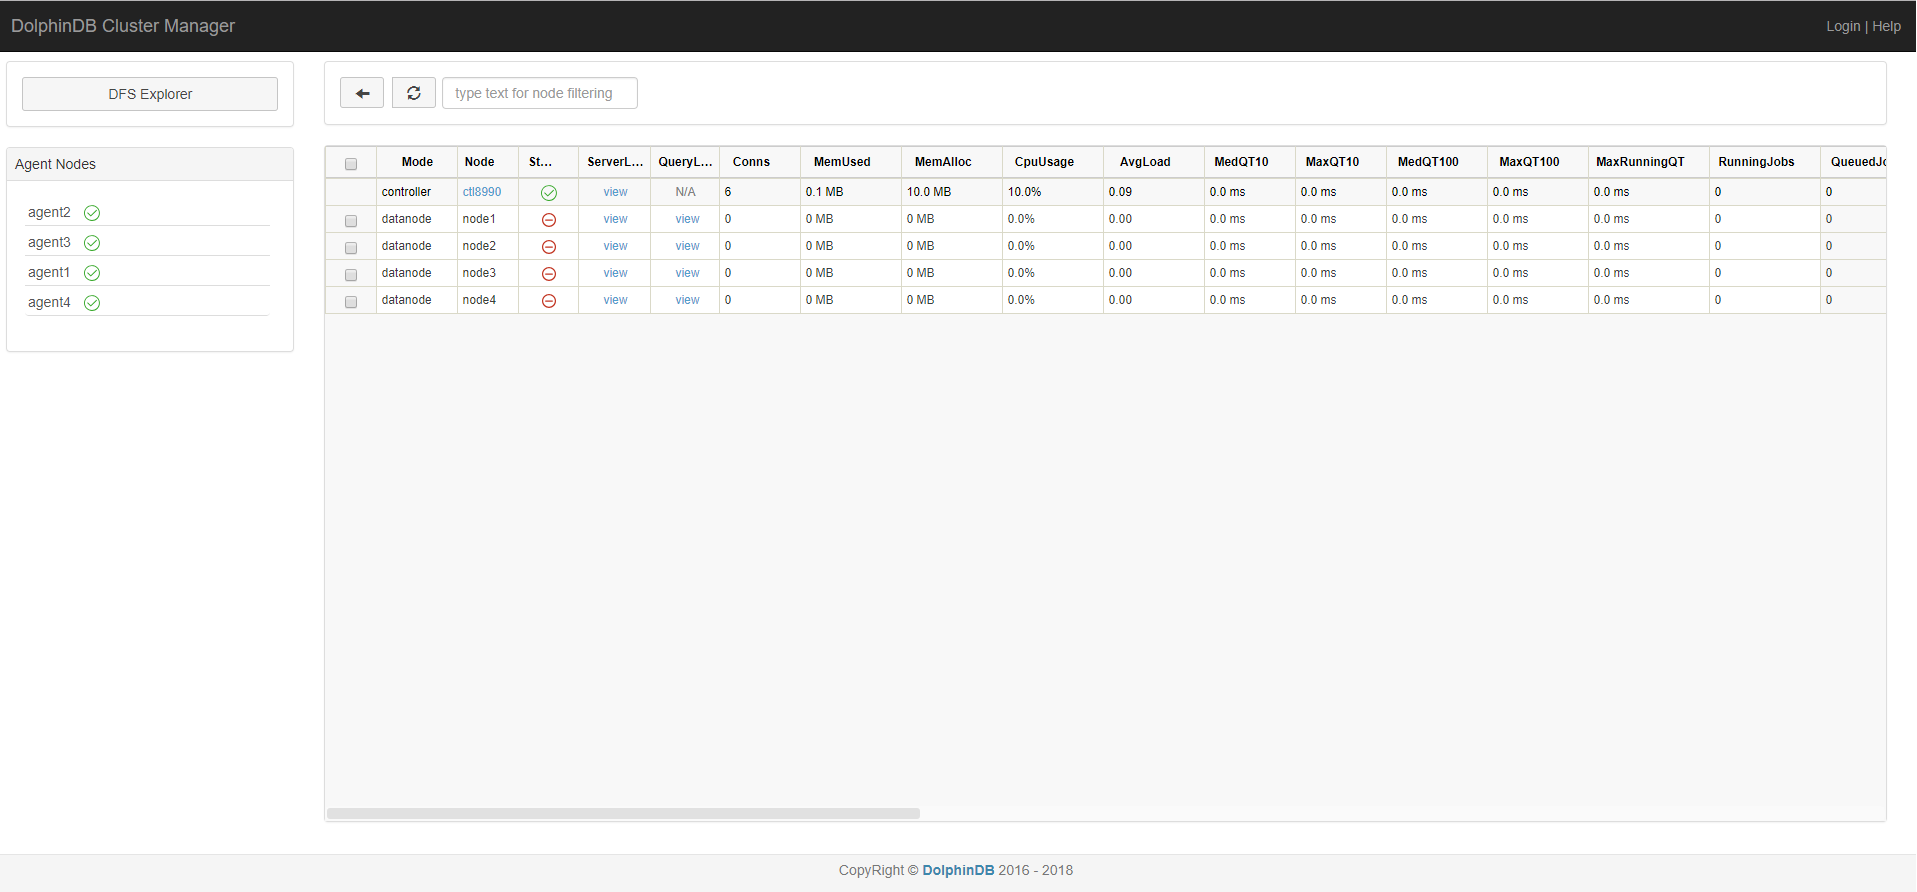 DolphinDB Cluster Manager
Login | Help
DFS Explorer
type text for node filtering
Agent Nodes
agent2
agent3
agent1
agent4
Mode Node St... ServerL... QueryL... Conns MemUsed MemAlloc CpuUsage AvgLoad MedQT10 MaxQT10 MedQT100 MaxQT100 MaxRunningQT RunningJobs QueuedJo
controller ctl8990 view N/A 6 0.1 MB 10.0 MB 10.0% 0.09 0.0 ms 0.0 ms 0.0 ms 0.0 ms 0.0 ms 0 0
datanode node1 view view 0 0 MB 0 MB 0.0% 0.00 0.0 ms 0.0 ms 0.0 ms 0.0 ms 0.0 ms 0 0
datanode node2 view view 0 0 MB 0 MB 0.0% 0.00 0.0 ms 0.0 ms 0.0 ms 0.0 ms 0.0 ms 0 0
datanode node3 view view 0 0 MB 0 MB 0.0% 0.00 0.0 ms 0.0 ms 0.0 ms 0.0 ms 0.0 ms 0 0
datanode node4 view view 0 0 MB 0 MB 0.0% 0.00 0.0 ms 0.0 ms 0.0 ms 0.0 ms 0.0 ms 0 0
CopyRight © DolphinDB 2016 - 2018